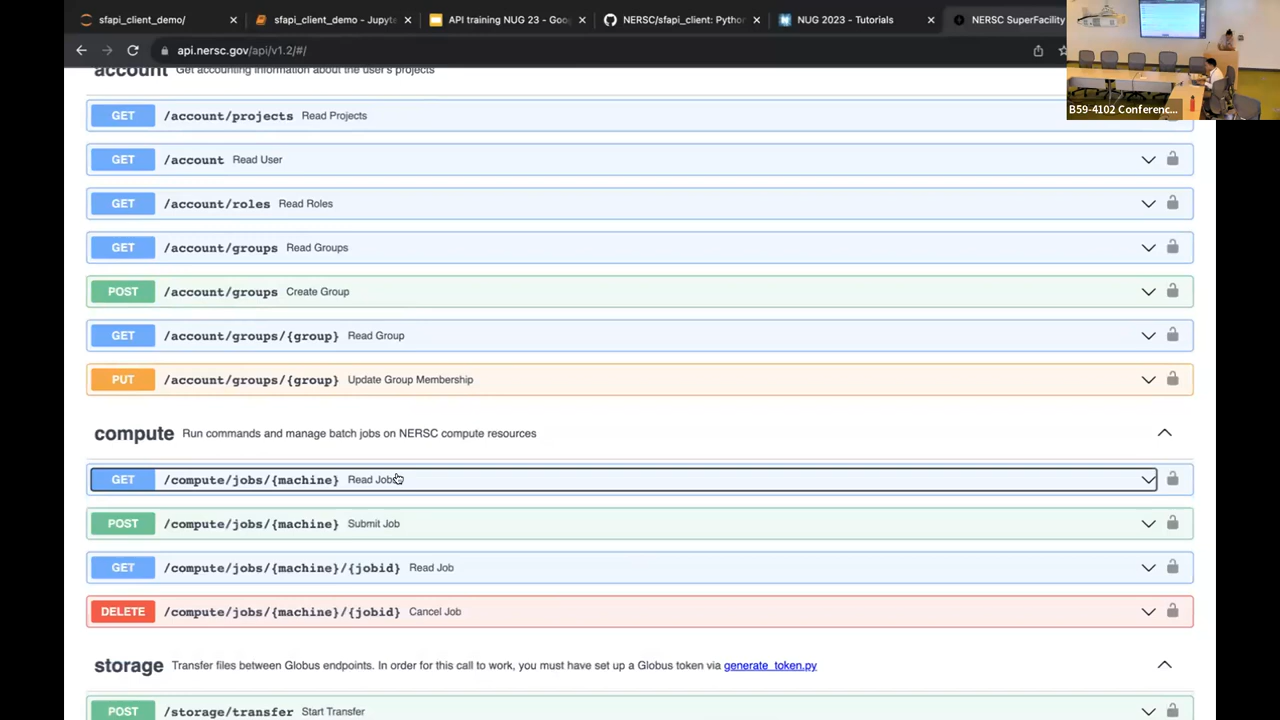 sfapi_client_demo/
sfapi_client_demo - Jupyte
API training NUG 23 - Goo
NERSC/sfapi_client: Python
NUG 2023 - Tutorials
NERSC SuperFacility
api.nersc.gov/api/v1.2/#/
B59-4102 Conferenc...
account Get accounting information about the user's projects
GET /account/projects Read Projects
GET /account Read User
GET /account/roles Read Roles
GET /account/groups Read Groups
POST /account/groups Create Group
GET /account/groups/{group} Read Group
PUT /account/groups/{group} Update Group Membership
compute Run commands and manage batch jobs on NERSC compute resources
GET /compute/jobs/{machine} Read Jobs
POST /compute/jobs/{machine} Submit Job
GET /compute/jobs/{machine}/{jobid} Read Job
DELETE /compute/jobs/{machine}/{jobid} Cancel Job
storage Transfer files between Globus endpoints. In order for this call to work, you must have set up a Globus token via generate_token.py
POST /storage/transfer Start Transfer